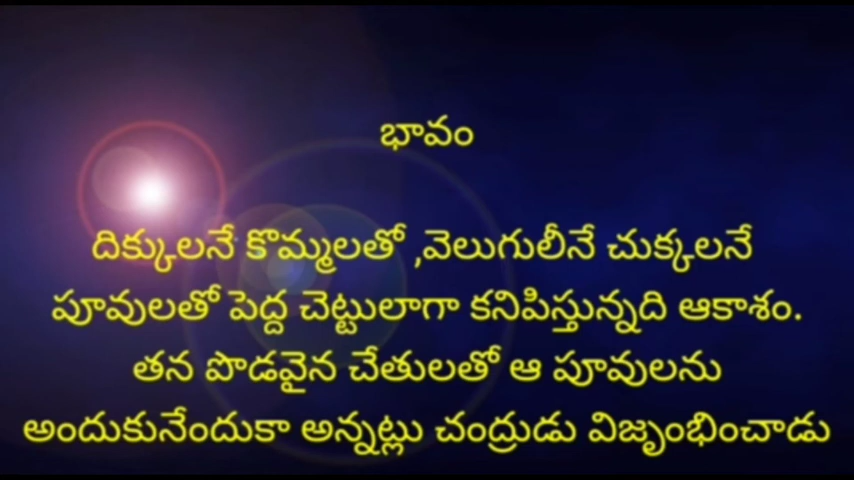 భావం
దిక్కులనే కొమ్మలతో ,వెలుగులీనే చుక్కలనే
పూవులతో పెద్ద చెట్టులాగా కనిపిస్తున్నది ఆకాశం.
తన పొడవైన చేతులతో ఆ పూవులను
అందుకునేందుకా అన్నట్లు చంద్రుడు విజృంభించాడు